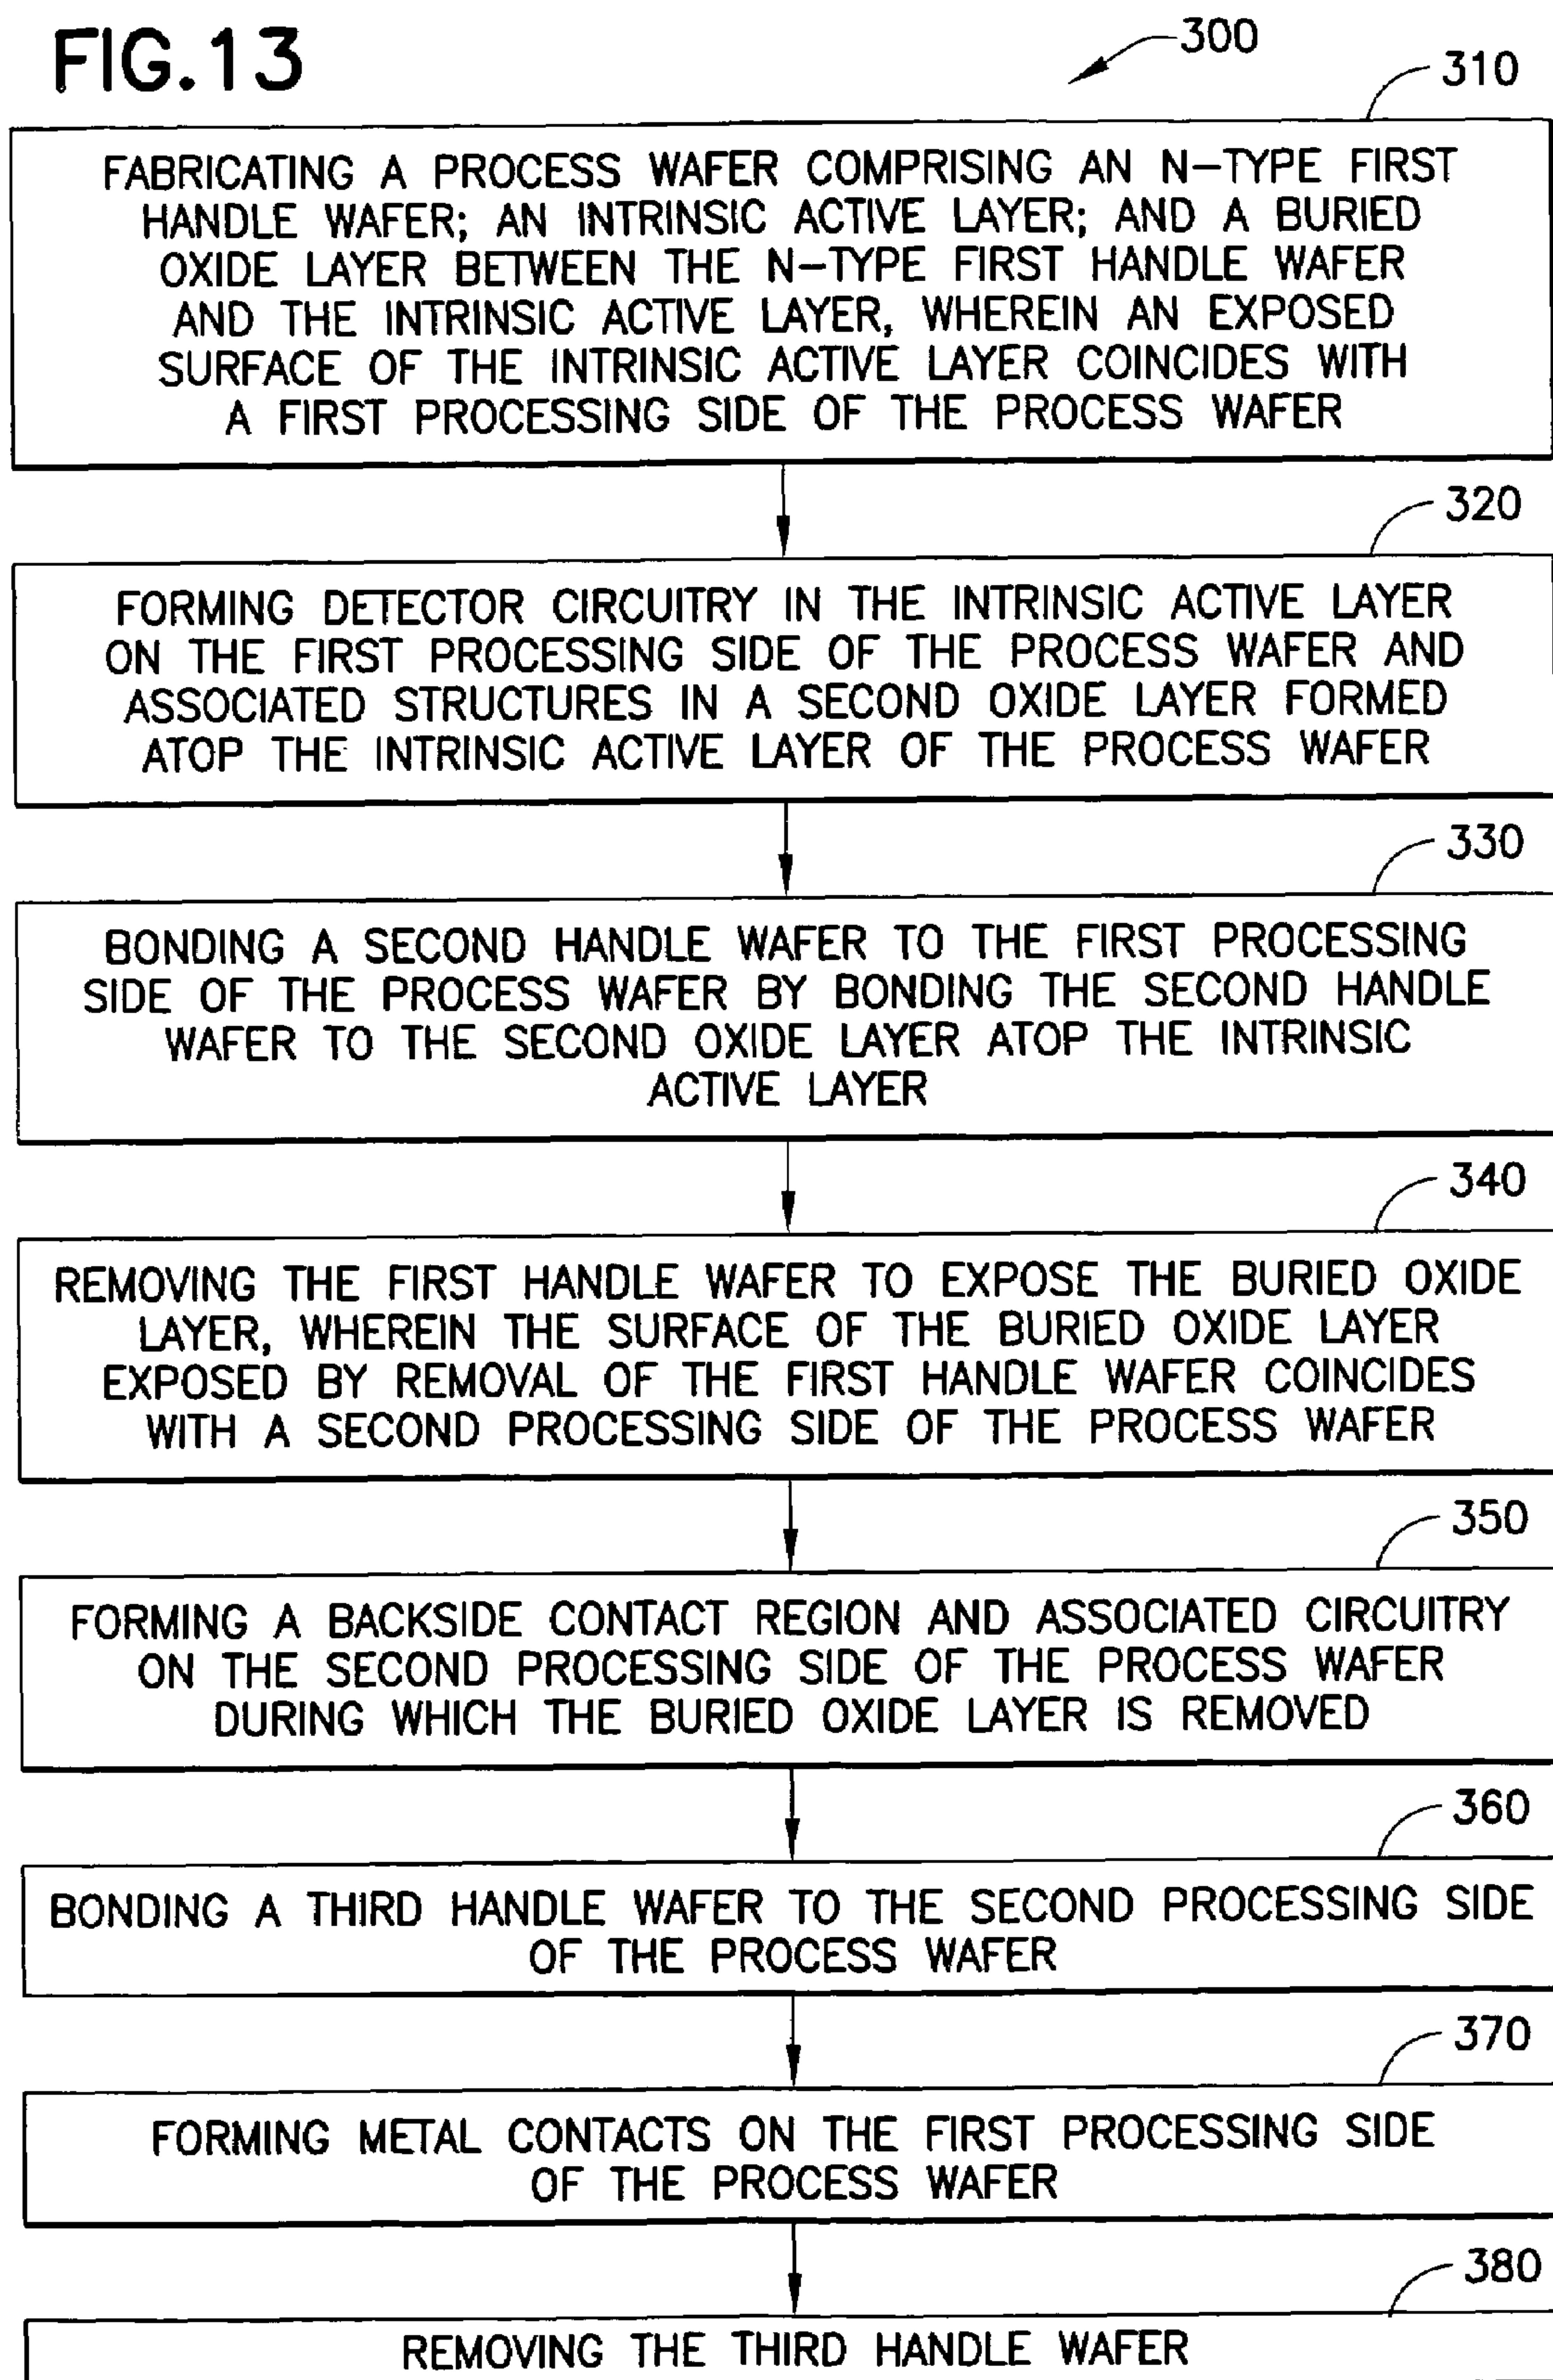 FIG.13
300
310
FABRICATING A PROCESS WAFER COMPRISING AN N-TYPE FIRST
HANDLE WAFER; AN INTRINSIC ACTIVE LAYER; AND A BURIED
OXIDE LAYER BETWEEN THE N-TYPE FIRST HANDLE WAFER
AND THE INTRINSIC ACTIVE LAYER, WHEREIN AN EXPOSED
SURFACE OF THE INTRINSIC ACTIVE LAYER COINCIDES WITH
A FIRST PROCESSING SIDE OF THE PROCESS WAFER
320
FORMING DETECTOR CIRCUITRY IN THE INTRINSIC ACTIVE LAYER
ON THE FIRST PROCESSING SIDE OF THE PROCESS WAFER AND
ASSOCIATED STRUCTURES IN A SECOND OXIDE LAYER FORMED
ATOP THE INTRINSIC ACTIVE LAYER OF THE PROCESS WAFER
330
BONDING A SECOND HANDLE WAFER TO THE FIRST PROCESSING
SIDE OF THE PROCESS WAFER BY BONDING THE SECOND HANDLE
WAFER TO THE SECOND OXIDE LAYER ATOP THE INTRINSIC
ACTIVE LAYER
340
REMOVING THE FIRST HANDLE WAFER TO EXPOSE THE BURIED OXIDE
LAYER, WHEREIN THE SURFACE OF THE BURIED OXIDE LAYER
EXPOSED BY REMOVAL OF THE FIRST HANDLE WAFER COINCIDES
WITH A SECOND PROCESSING SIDE OF THE PROCESS WAFER
350
FORMING A BACKSIDE CONTACT REGION AND ASSOCIATED CIRCUITRY
ON THE SECOND PROCESSING SIDE OF THE PROCESS WAFER
DURING WHICH THE BURIED OXIDE LAYER IS REMOVED
360
BONDING A THIRD HANDLE WAFER TO THE SECOND PROCESSING SIDE
OF THE PROCESS WAFER
370
FORMING METAL CONTACTS ON THE FIRST PROCESSING SIDE
OF THE PROCESS WAFER
380
REMOVING THE THIRD HANDLE WAFER